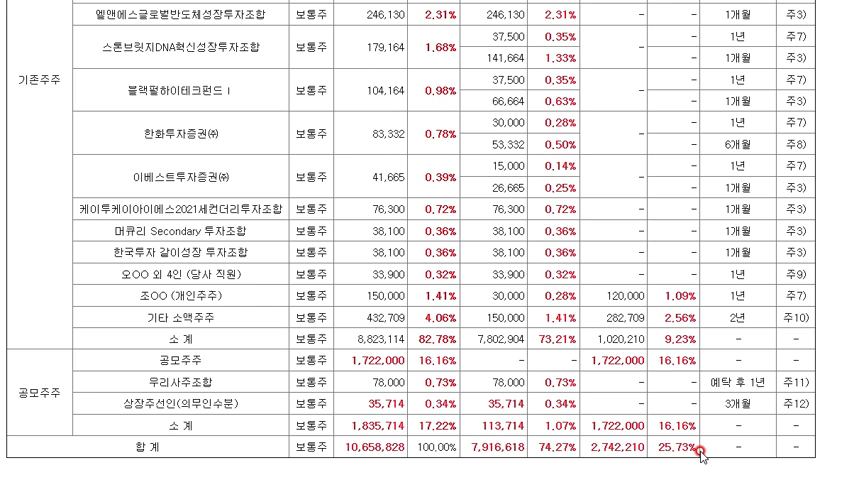 엘앤에스글로벌반도체성장투자조합 보통주 246,130 2.31% 246,130 2.31% - - 1개월 주3)
스톤브릿지DNA혁신성장투자조합 보통주 179,164 1.68% 37,500 0.35% - - 1년 주7)
141,664 1.33% - 1개월 주3)
기존주주
블랙펄하이테크펀드 I 보통주 104,164 0.98% 37,500 0.35% - - 1년 주7)
66,664 0.63% - 1개월 주3)
한화투자증권㈜ 보통주 83,332 0.78% 30,000 0.28% - - 1년 주7)
53,332 0.50% - 6개월 주8)
이베스트투자증권㈜ 보통주 41,665 0.39% 15,000 0.14% - - 1년 주7)
26,665 0.25% - 1개월 주3)
케이투케이아이에스2021세컨더리투자조합 보통주 76,300 0.72% 76,300 0.72% - - 1개월 주3)
머큐리 Secondary 투자조합 보통주 38,100 0.36% 38,100 0.36% - - 1개월 주3)
한국투자 같이성장 투자조합 보통주 38,100 0.36% 38,100 0.36% - - 1개월 주3)
오OO 외 4인 (당사 직원) 보통주 33,900 0.32% 33,900 0.32% - - 1년 주9)
조OO (개인주주) 보통주 150,000 1.41% 30,000 0.28% 120,000 1.09% 1년 주7)
기타 소액주주 보통주 432,709 4.06% 150,000 1.41% 282,709 2.56% 2년 주10)
소 계 보통주 8,823,114 82.78% 7,802,904 73.21% 1,020,210 9.23% - -
공모주주 보통주 1,722,000 16.16% - - 1,722,000 16.16% - -
공모주주
우리사주조합 보통주 78,000 0.73% 78,000 0.73% - - 예탁 후 1년 주11)
상장주선인(의무인수분) 보통주 35,714 0.34% 35,714 0.34% - - 3개월 주12)
소 계 보통주 1,835,714 17.22% 113,714 1.07% 1,722,000 16.16% - -
합 계 보통주 10,658,828 100.00% 7,916,618 74.27% 2,742,210 25.73% - -